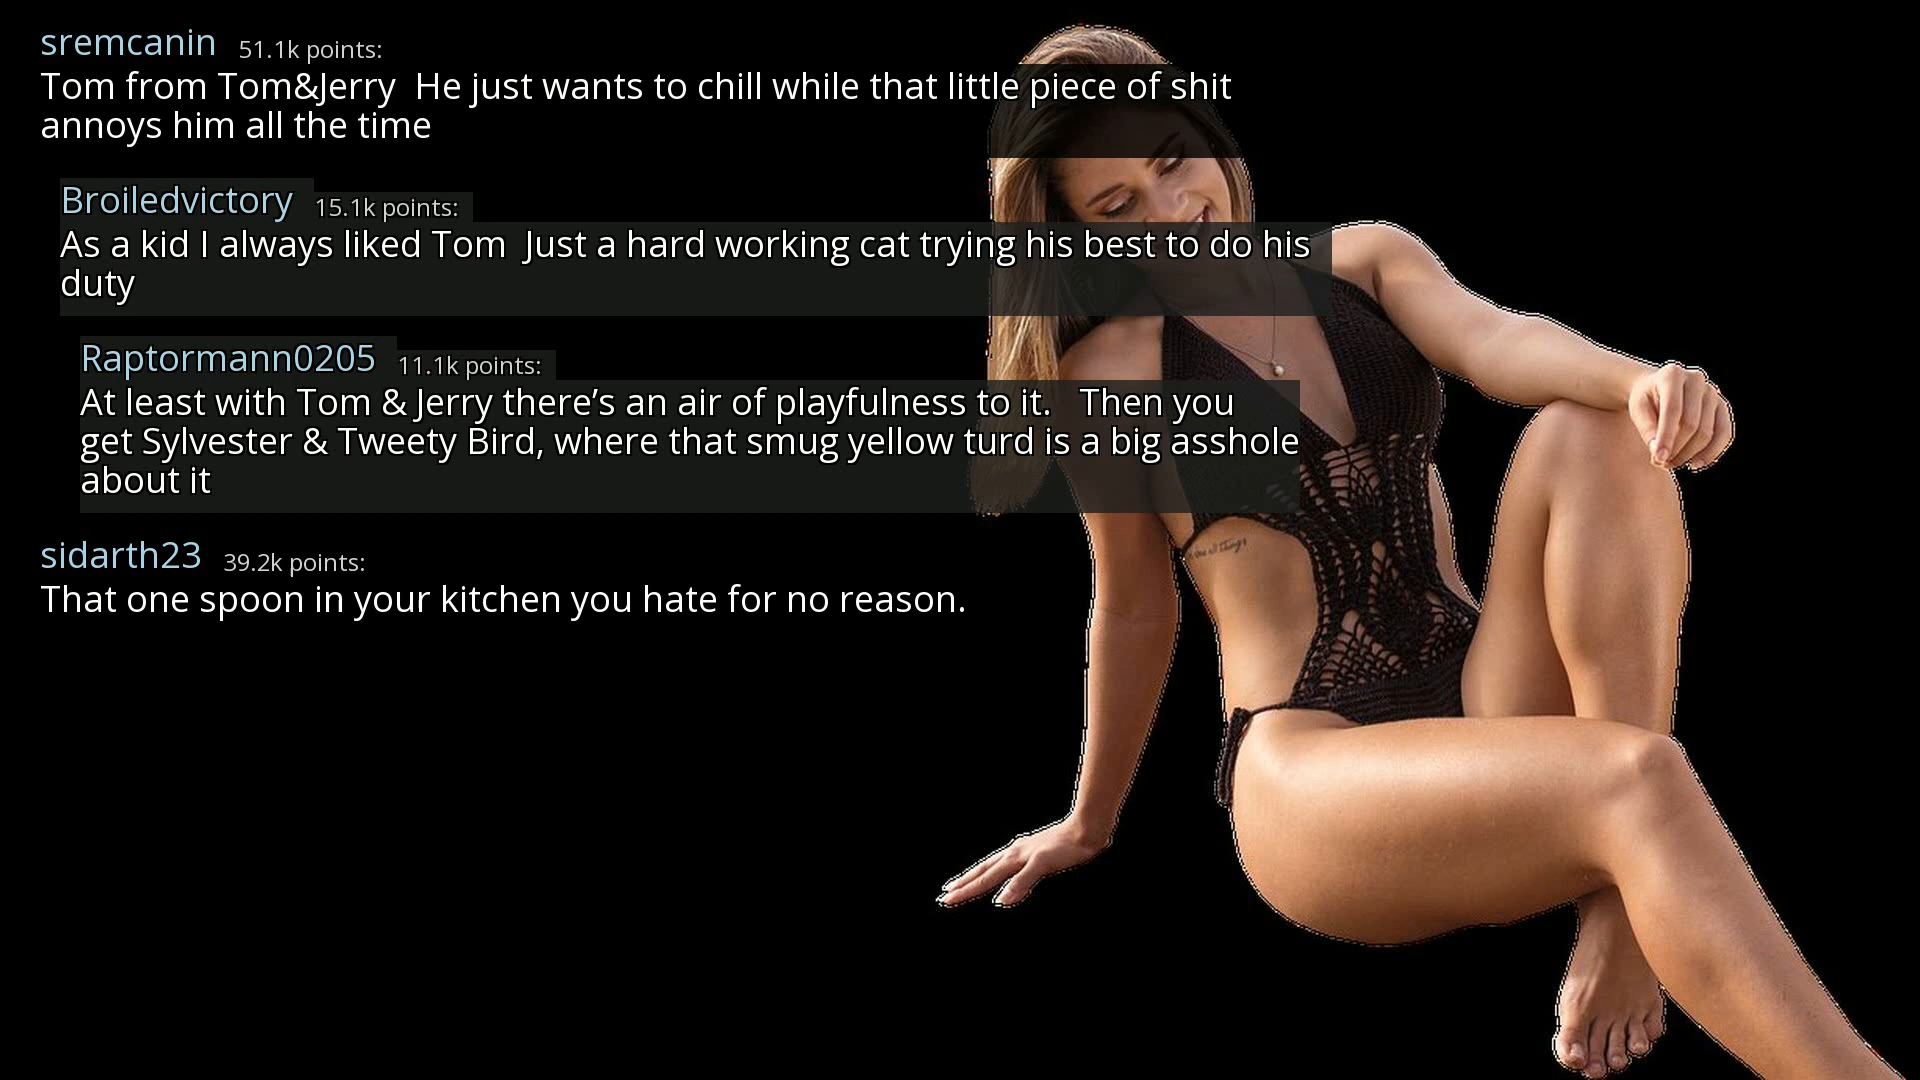 sremcanin 51.1k points:
Tom from Tom&Jerry  He just wants to chill while that little piece of shit
annoys him all the time
Broiledvictory 15.1k points:
As a kid I always liked Tom  Just a hard working cat trying his best to do his
duty
Raptormann0205 11.1k points:
At least with Tom & Jerry there’s an air of playfulness to it.   Then you
get Sylvester & Tweety Bird, where that smug yellow turd is a big asshole
about it
sidarth23 39.2k points:
That one spoon in your kitchen you hate for no reason.
all things